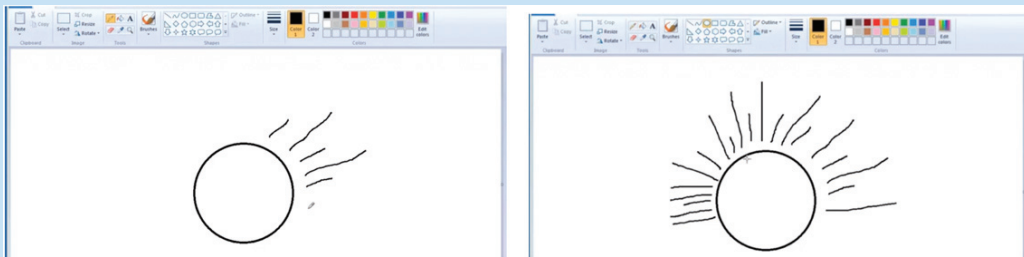 Paste
Cut
Copy
Clipboard
Select
Crop
Resize
Rotate
Image
Tools
Brushes
Shapes
Outline
Fill
Size
Color 1
Color 2
Edit colors
Colors
Paste
Cut
Copy
Clipboard
Select
Crop
Resize
Rotate
Image
Tools
Brushes
Shapes
Outline
Fill
Size
Color 1
Color 2
Edit colors
Colors